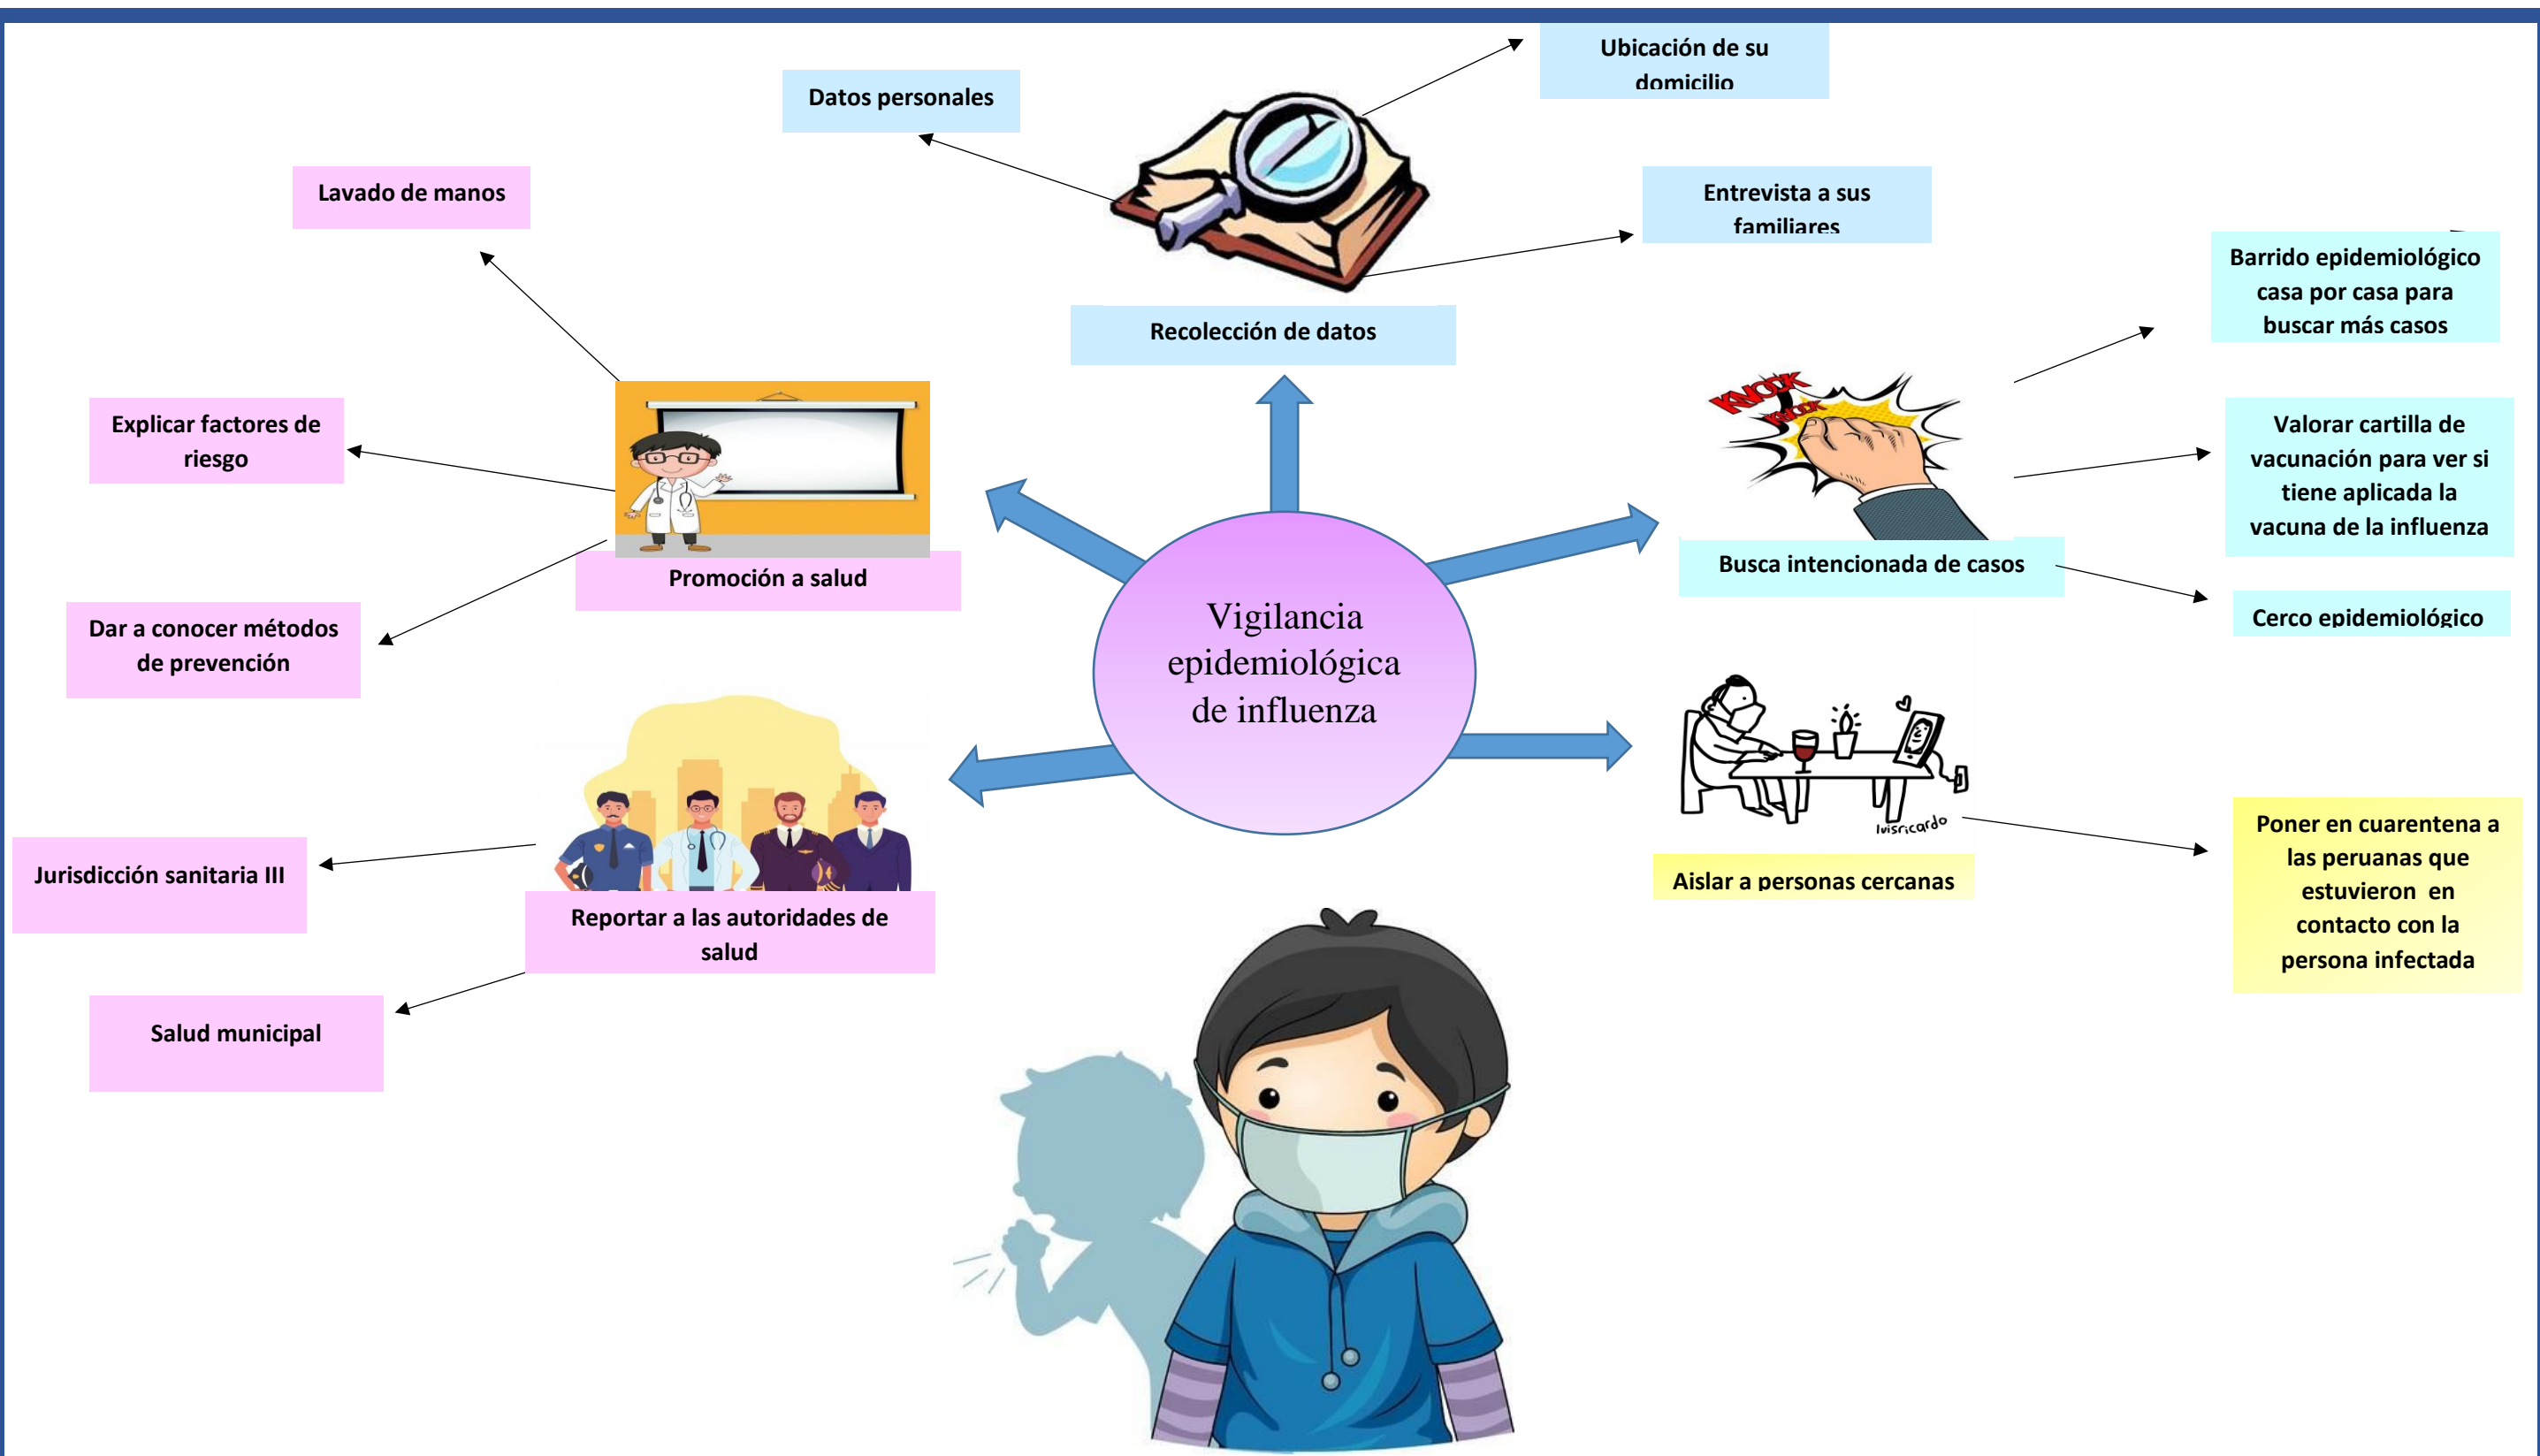 Ubicación de su
domicilio
Datos personales
Lavado de manos
Entrevista a sus
familiares
Recolección de datos
Barrido epidemiológico
casa por casa para
buscar más casos
KNOCK
KNOCK
Explicar factores de
riesgo
Valorar cartilla de
vacunación para ver si
tiene aplicada la
vacuna de la influenza
Promoción a salud
Busca intencionada de casos
Cerco epidemiológico
Dar a conocer métodos
de prevención
Vigilancia
epidemiológica
de influenza
luisricardo
Jurisdicción sanitaria III
Aislar a personas cercanas
Poner en cuarentena a
las peruanas que
estuvieron en
contacto con la
persona infectada
Reportar a las autoridades de
salud
Salud municipal